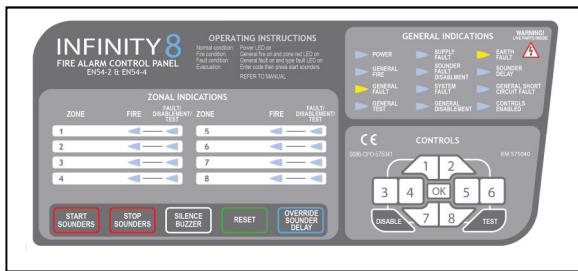 INFINITY 8
FIRE ALARM CONTROL PANEL
EN54-2 & EN54-4
OPERATING INSTRUCTIONS
Normal condition: Power LED on
Fire condition: General fire on and zone red LED on
Fault condition: General fault on and type fault LED on
Evacuation: Enter code then press start sounders
REFER TO MANUAL
ZONAL INDICATIONS
ZONE FIRE FAULT/ DISABLEMENT/ TEST ZONE FIRE FAULT/ DISABLEMENT/ TEST
1 5
2 6
3 7
4 8
START SOUNDERS
STOP SOUNDERS
SILENCE BUZZER
RESET
OVERRIDE SOUNDER DELAY
GENERAL INDICATIONS
WARNING!
LIVE PARTS INSIDE
POWER SUPPLY FAULT EARTH FAULT
GENERAL FIRE SOUNDER FAULT DISABLMENT SOUNDER DELAY
GENERAL FAULT SYSTEM FAULT GENERAL SHORT CIRCUIT FAULT
GENERAL TEST GENERAL DISABLEMENT CONTROLS ENABLED
CE CONTROLS
0086-CPD-575341 KM 575040
1 2
3 4 OK 5 6
DISABLE 7 8 TEST